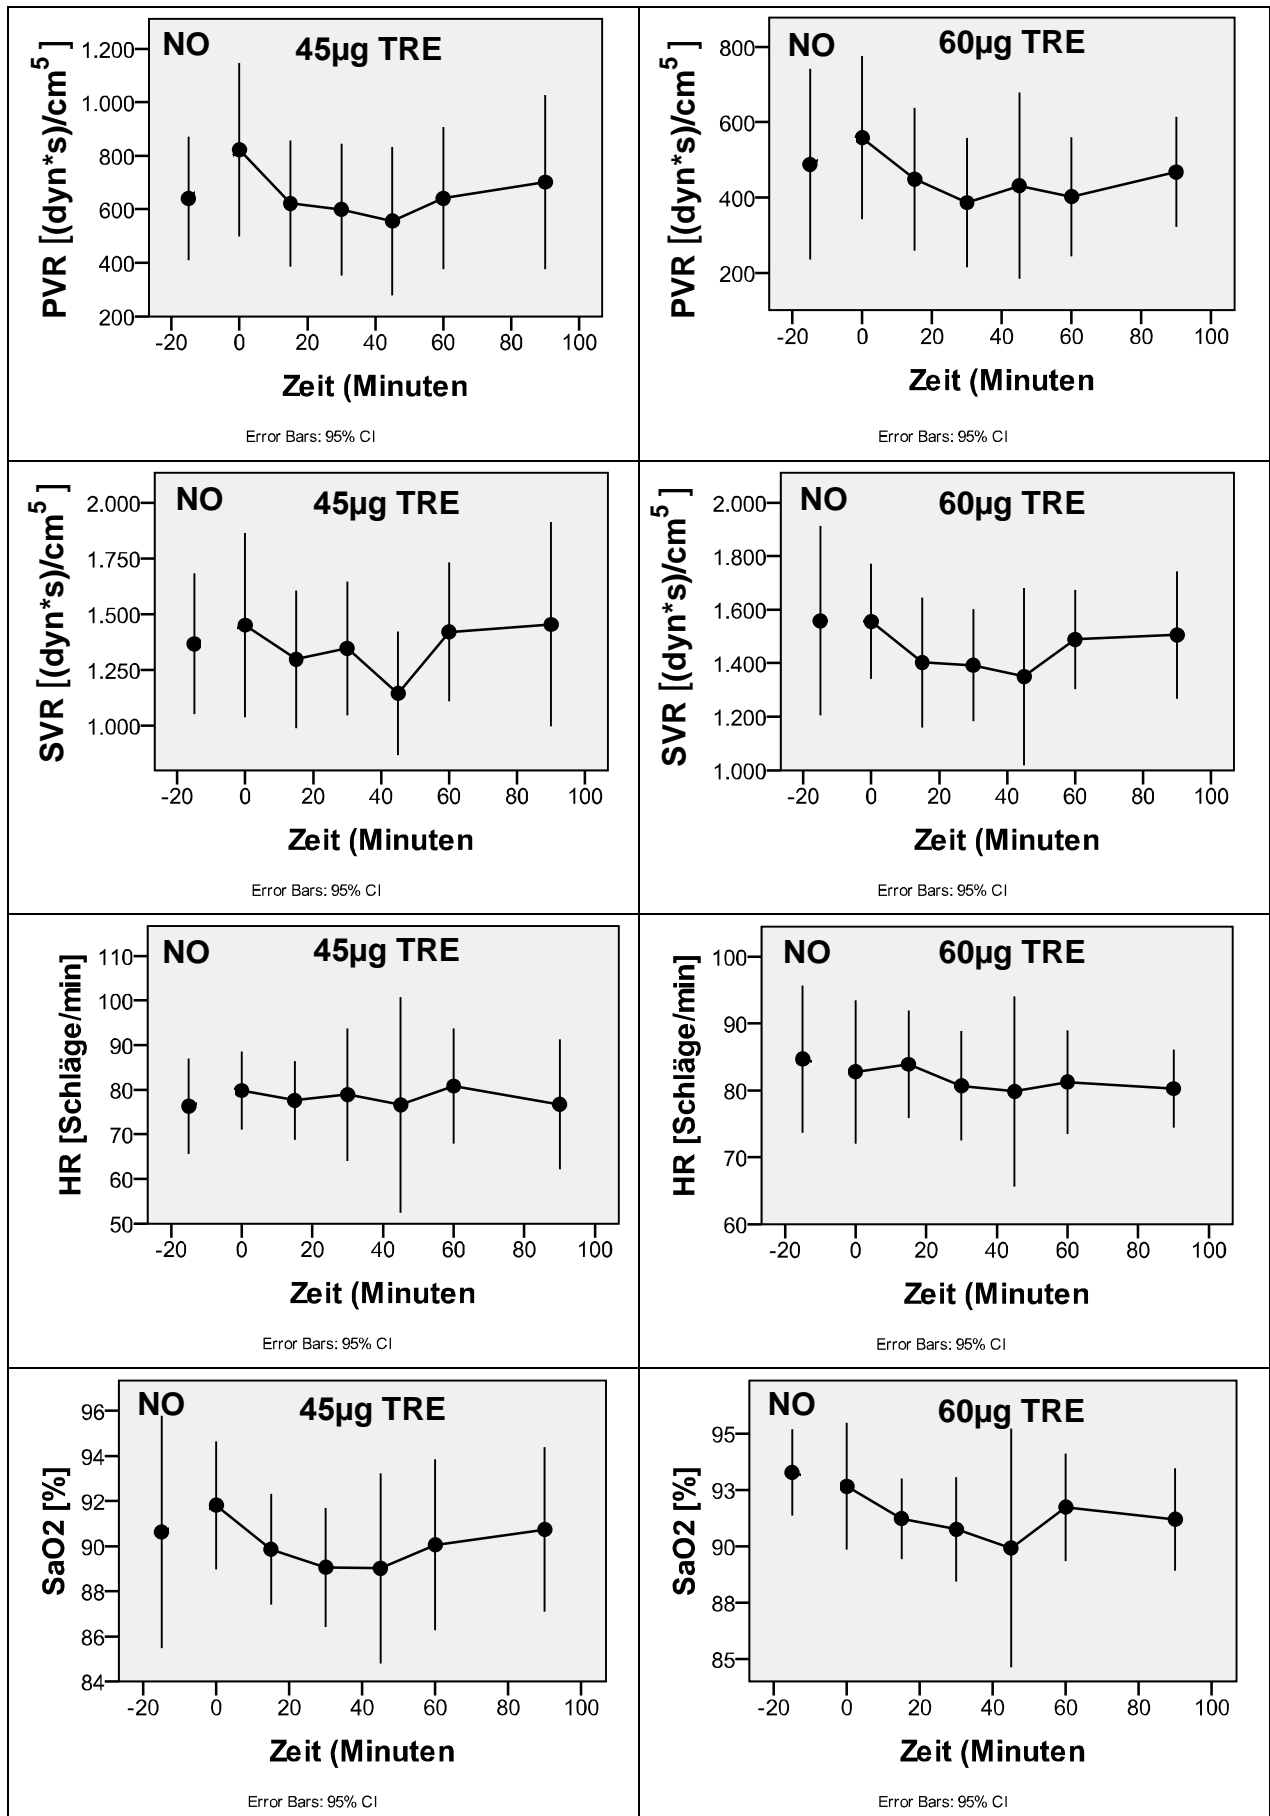 NO 45µg TRE
PVR [(dyn*s)/cm5 ]
1.200
1.000
800
600
400
200
-20 0 20 40 60 80 100
Zeit (Minuten
Error Bars: 95% CI
NO 60µg TRE
PVR [(dyn*s)/cm5 ]
800
600
400
200
-20 0 20 40 60 80 100
Zeit (Minuten
Error Bars: 95% CI
NO 45µg TRE
SVR [(dyn*s)/cm5 ]
2.000
1.750
1.500
1.250
1.000
-20 0 20 40 60 80 100
Zeit (Minuten
Error Bars: 95% CI
NO 60µg TRE
SVR [(dyn*s)/cm5 ]
2.000
1.800
1.600
1.400
1.200
1.000
-20 0 20 40 60 80 100
Zeit (Minuten
Error Bars: 95% CI
NO 45µg TRE
HR [Schläge/min]
110
100
90
80
70
60
50
-20 0 20 40 60 80 100
Zeit (Minuten
Error Bars: 95% CI
NO 60µg TRE
HR [Schläge/min]
100
90
80
70
60
-20 0 20 40 60 80 100
Zeit (Minuten
Error Bars: 95% CI
NO 45µg TRE
SaO2 [%]
96
94
92
90
88
86
84
-20 0 20 40 60 80 100
Zeit (Minuten
Error Bars: 95% CI
NO 60µg TRE
SaO2 [%]
95
93
90
88
85
-20 0 20 40 60 80 100
Zeit (Minuten
Error Bars: 95% CI